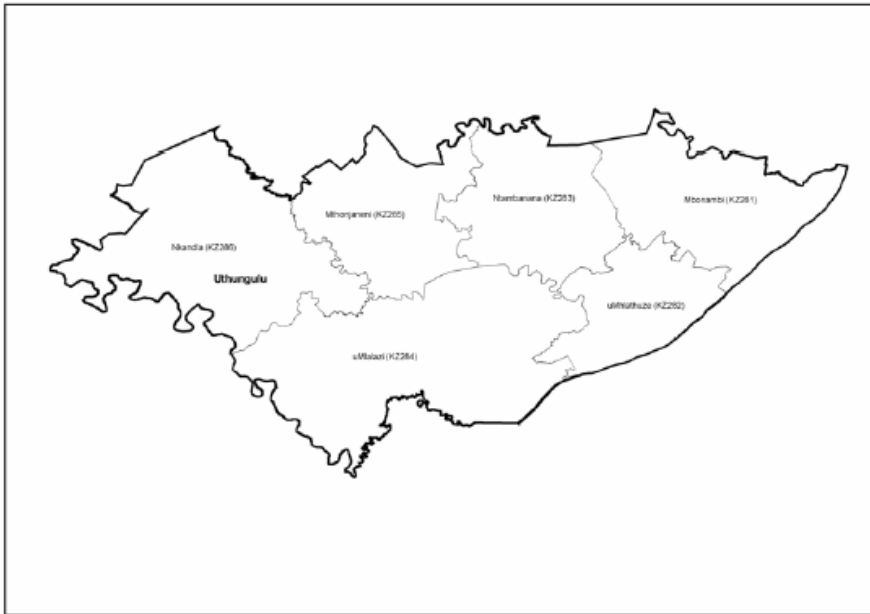 Ntambanana (KZ283)
Mbonambi (KZ281)
Mthonjaneni (KZ285)
Nkandla (KZ286)
Uthungulu
uMhlathuze (KZ282)
uMlalazi (KZ284)